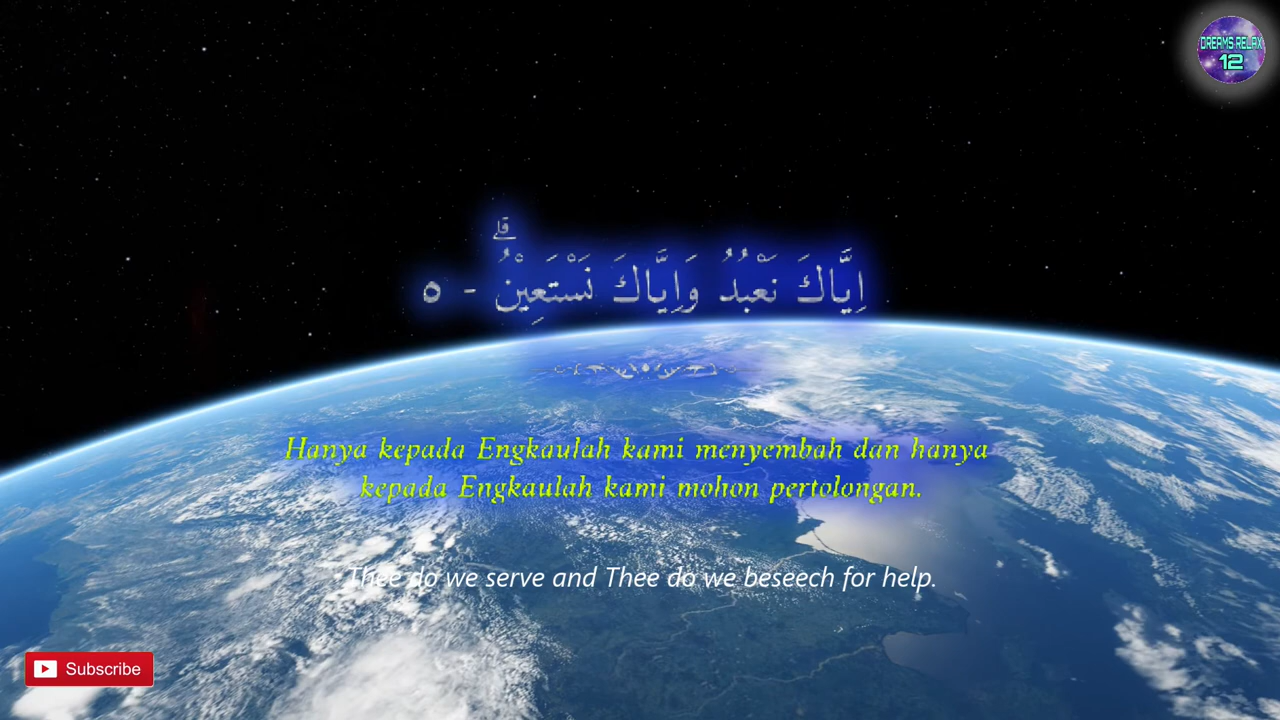 DREAMS RELAX
12
اِيَّاكَ نَعْبُدُ وَاِيَّاكَ نَسْتَعِيْنُۗ - ٥
Hanya kepada Engkaulah kami menyembah dan hanya
kepada Engkaulah kami mohon pertolongan.
Thee do we serve and Thee do we beseech for help.
Subscribe